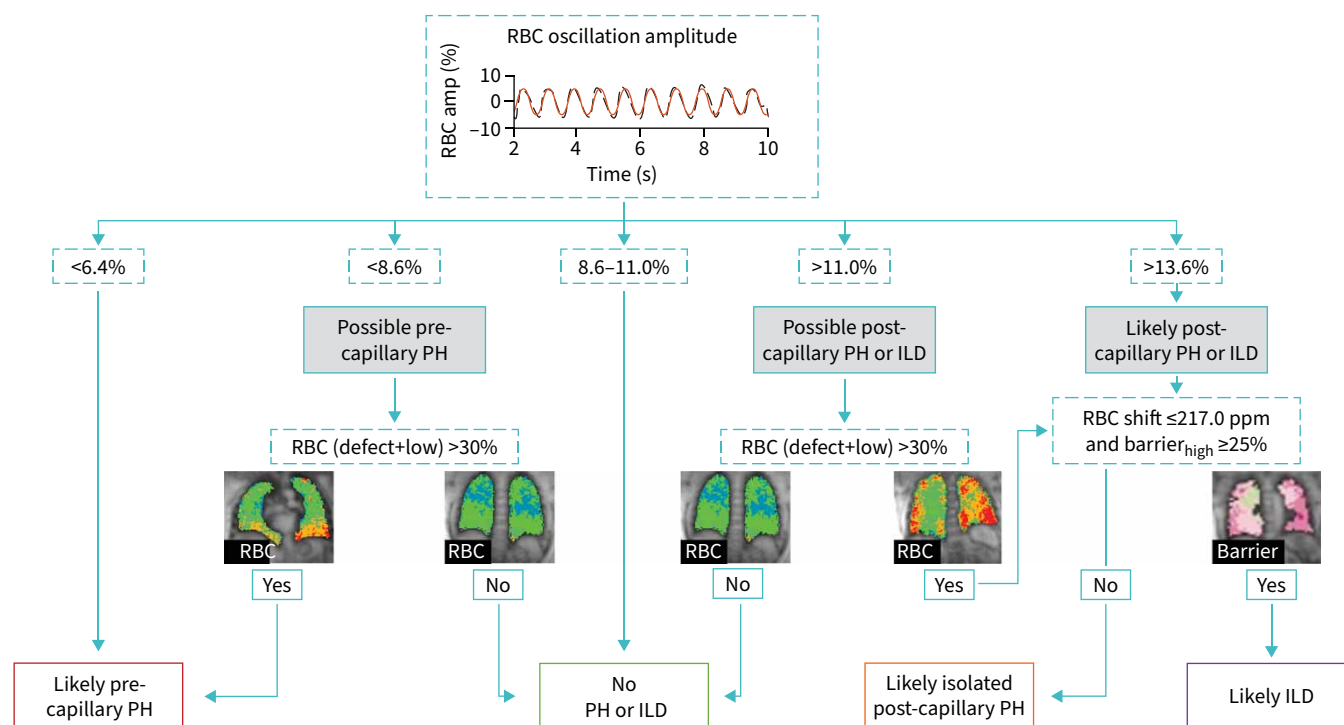 RBC oscillation amplitude
RBC amp (%)
10
0
–10
2 4 6 8 10
Time (s)
<6.4% <8.6% 8.6–11.0% >11.0% >13.6%
Possible pre-
capillary PH
Possible post-
capillary PH or ILD
Likely post-
capillary PH or ILD
RBC (defect+low) >30%
RBC (defect+low) >30%
RBC shift ≤217.0 ppm
and barrierhigh ≥25%
RBC RBC RBC RBC Barrier
Yes No No Yes No Yes
Likely pre-
capillary PH
No
PH or ILD
Likely isolated
post-capillary PH
Likely ILD